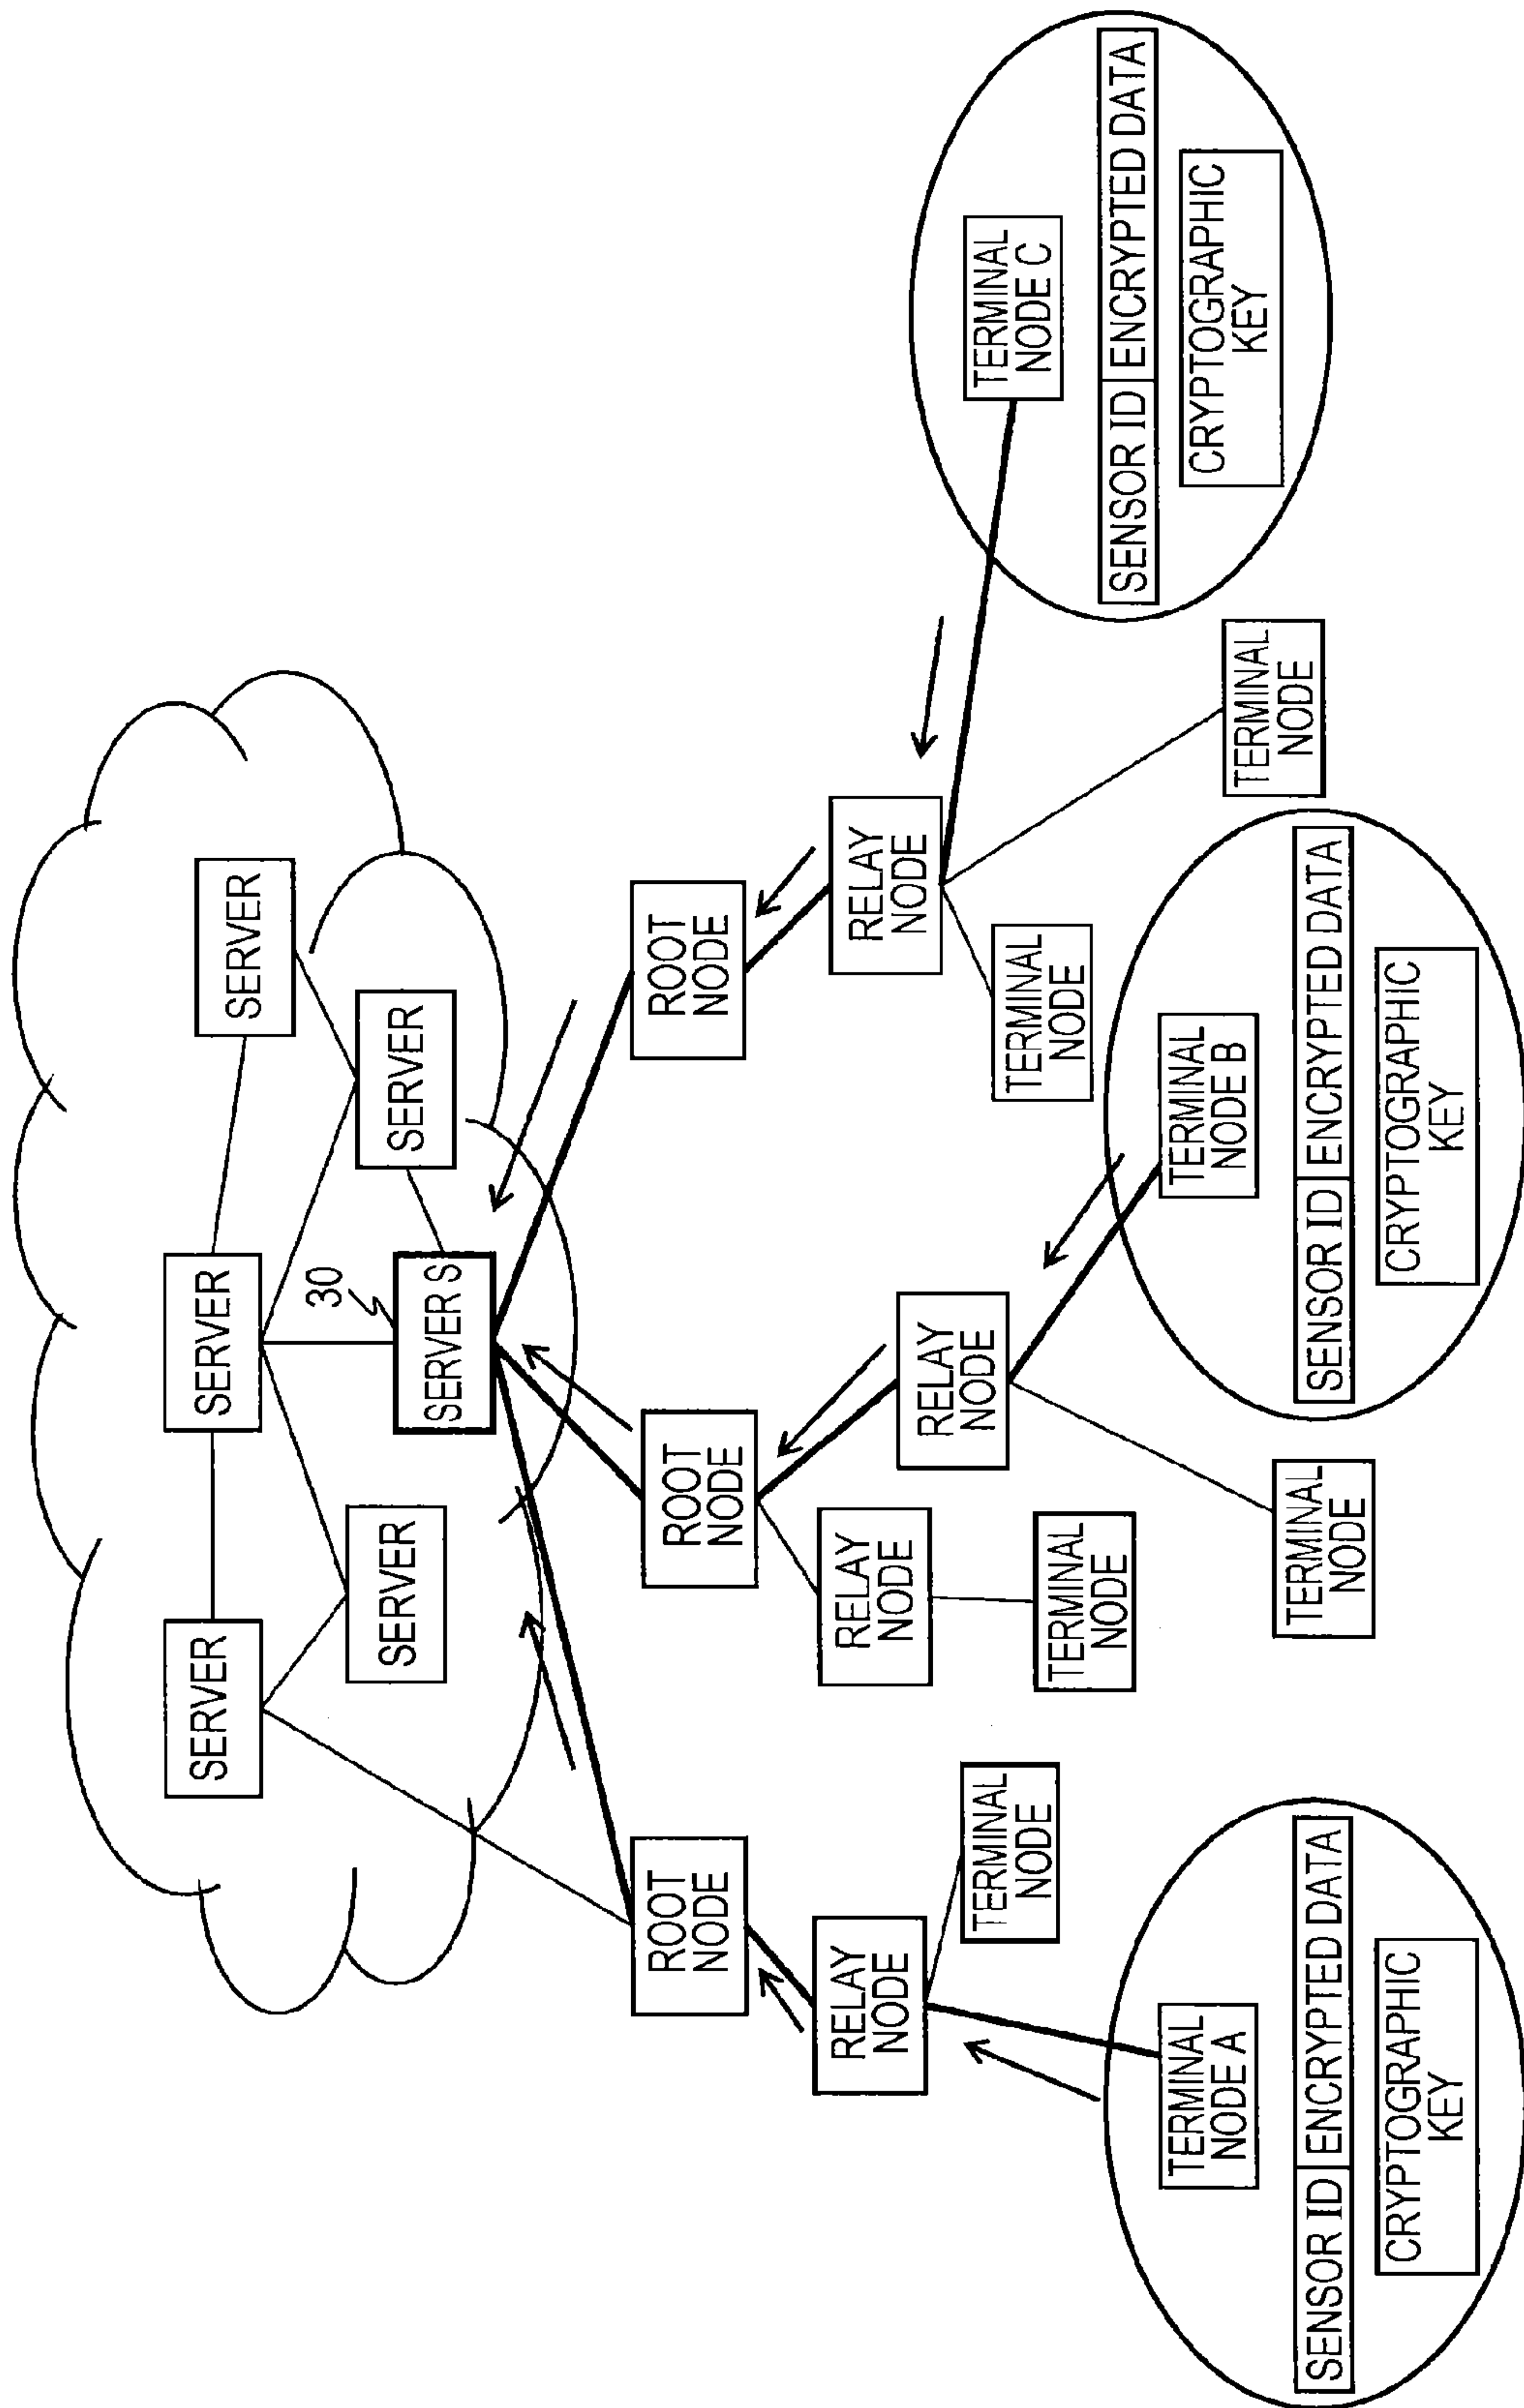 SERVER
SERVER
SERVER
SERVER
SERVER
30
SERVER S
ROOT
NODE
ROOT
NODE
ROOT
NODE
RELAY
NODE
RELAY
NODE
RELAY
NODE
RELAY
NODE
TERMINAL
NODE
TERMINAL
NODE
TERMINAL
NODE
TERMINAL
NODE
TERMINAL
NODE
TERMINAL
NODE A
SENSOR ID ENCRYPTED DATA
CRYPTOGRAPHIC
KEY
TERMINAL
NODE B
SENSOR ID ENCRYPTED DATA
CRYPTOGRAPHIC
KEY
TERMINAL
NODE C
SENSOR ID ENCRYPTED DATA
CRYPTOGRAPHIC
KEY